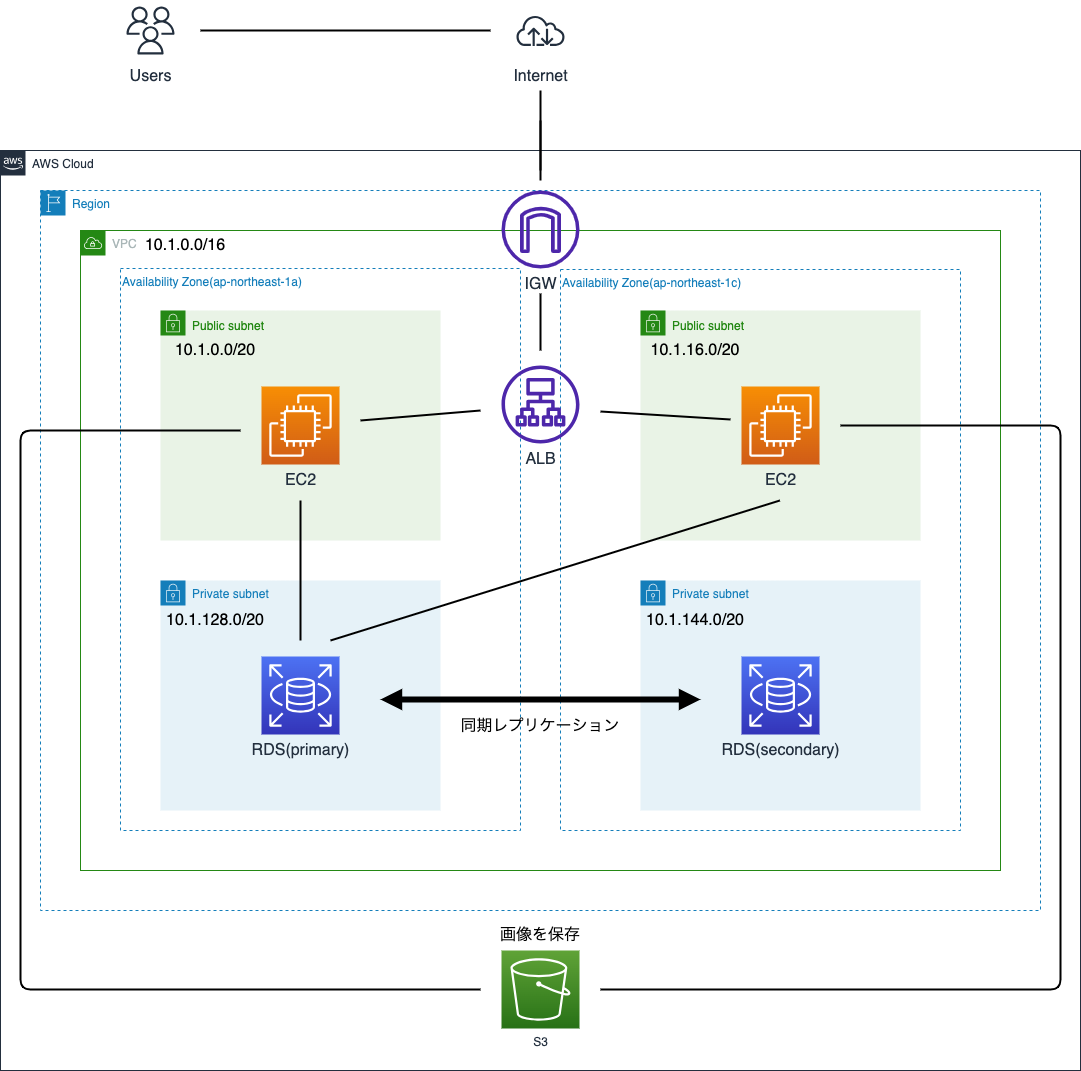 Users
Internet
aws
AWS Cloud
Region
VPC 10.1.0.0/16
IGW
Availability Zone(ap-northeast-1a)
Availability Zone(ap-northeast-1c)
Public subnet
10.1.0.0/20
Public subnet
10.1.16.0/20
EC2
ALB
EC2
Private subnet
10.1.128.0/20
Private subnet
10.1.144.0/20
同期レプリケーション
RDS(primary)
RDS(secondary)
画像を保存
S3